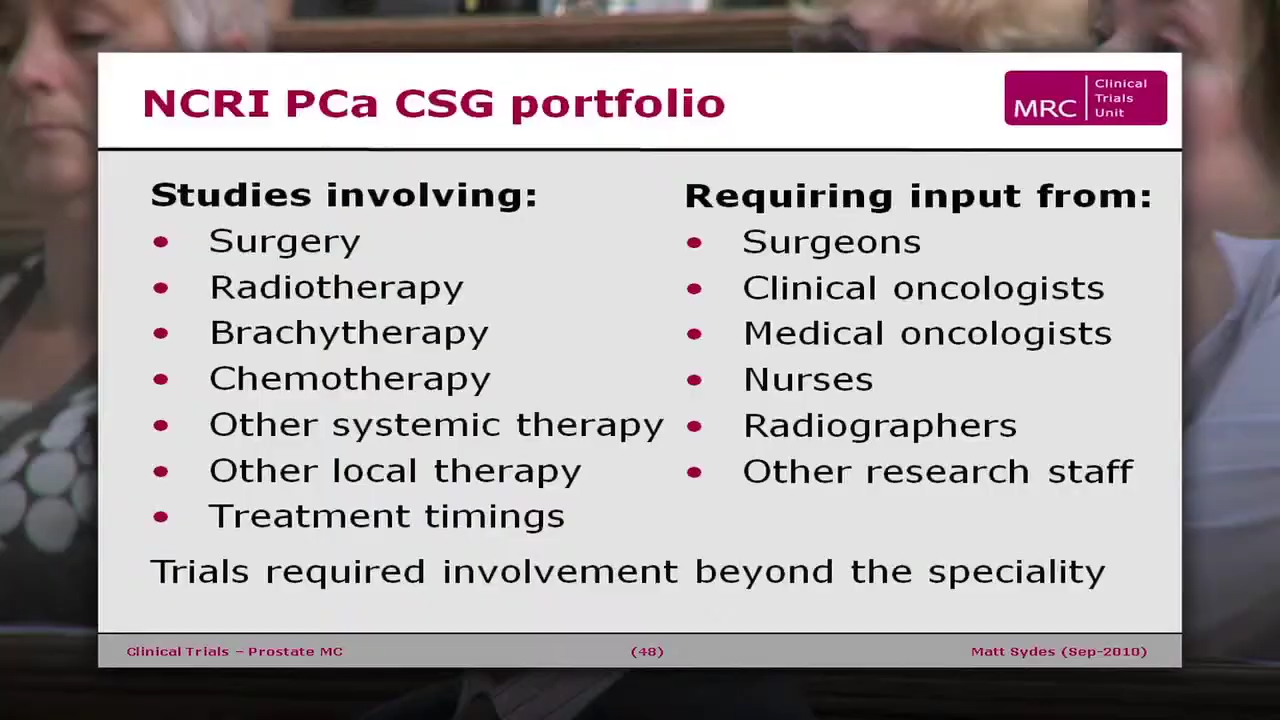 NCRI PCa CSG portfolio
MRC
Clinical
Trials
Unit
Studies involving:
• Surgery
• Radiotherapy
• Brachytherapy
• Chemotherapy
• Other systemic therapy
• Other local therapy
• Treatment timings
Requiring input from:
• Surgeons
• Clinical oncologists
• Medical oncologists
• Nurses
• Radiographers
• Other research staff
Trials required involvement beyond the speciality
Clinical Trials – Prostate MC
(48)
Matt Sydes (Sep-2010)